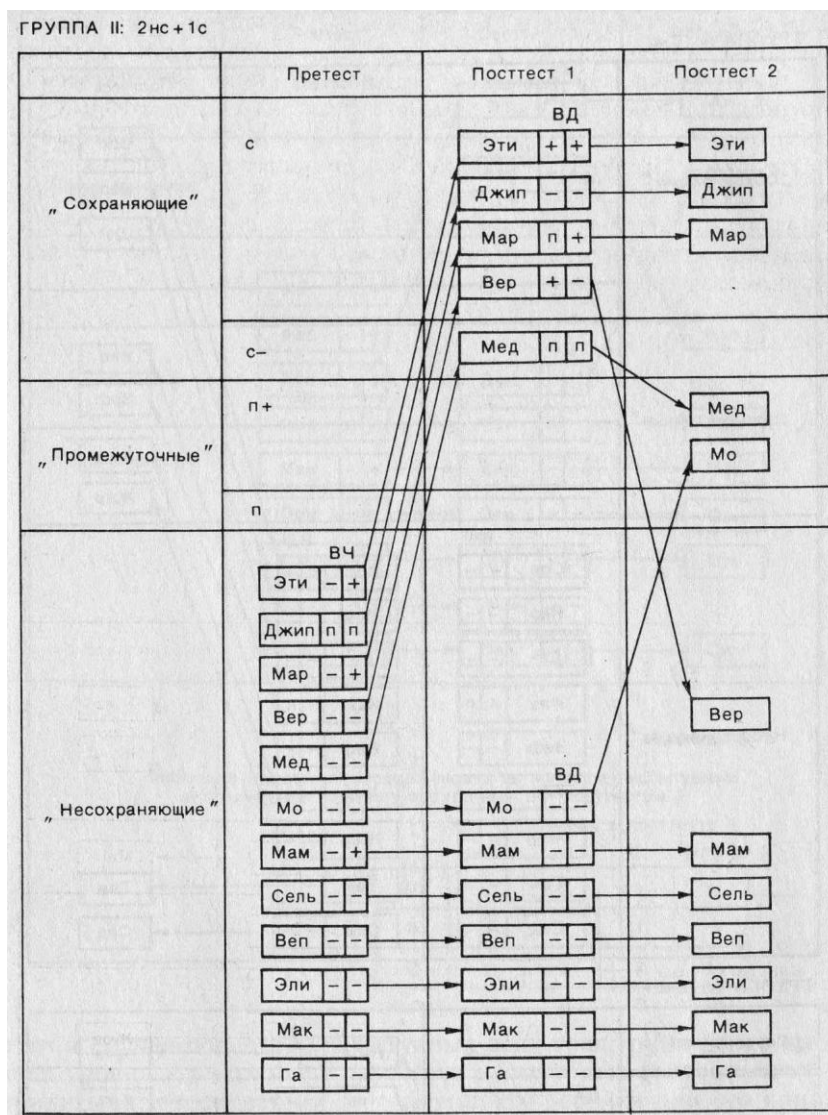 ГРУППА II: 2нс + 1с
Претест Посттест 1 Посттест 2
ВД
с Эти + + Эти
„Сохраняющие” Джип - - Джип
Мар п + Мар
Вер + - Вер
с- Мед п п
п+ Мед
„Промежуточные” Мо
п
ВЧ
Эти - +
Джип п п
Мар - +
Вер - -
Мед - -
ВД
„Несохраняющие” Мо - - Мо - -
Мам - + Мам - - Мам
Сель - - Сель - - Сель
Веп - - Веп - - Веп
Эли - - Эли - - Эли
Мак - - Мак - - Мак
Га - - Га - - Га